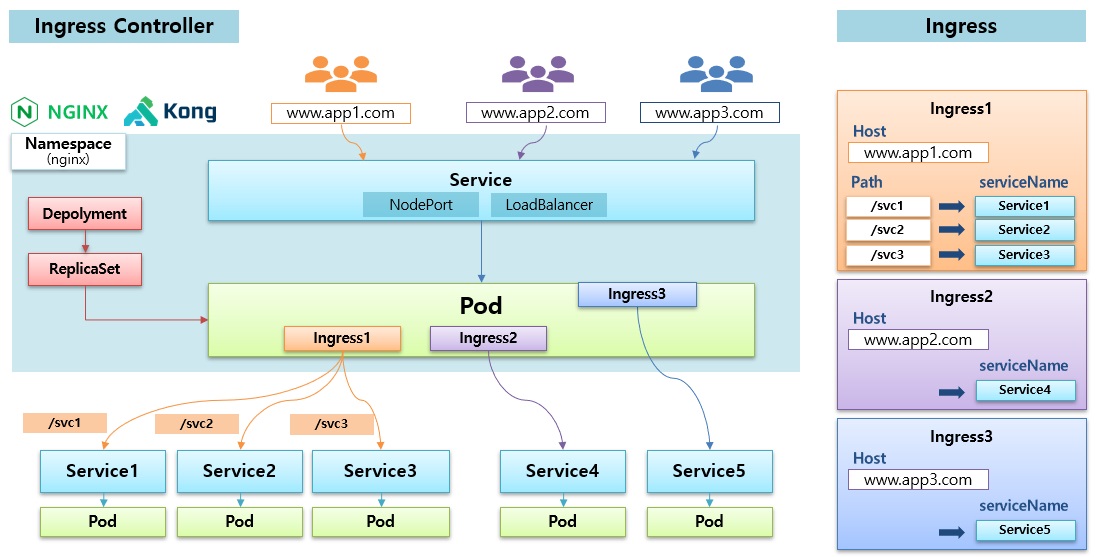 Ingress Controller
NGINX
Kong
www.app1.com
www.app2.com
www.app3.com
Namespace
(nginx)
Service
NodePort
LoadBalancer
Depolyment
ReplicaSet
Pod
Ingress3
Ingress1
Ingress2
/svc1
/svc2
/svc3
Service1
Service2
Service3
Service4
Service5
Pod
Pod
Pod
Pod
Pod
Ingress
Ingress1
Host
www.app1.com
Path
serviceName
/svc1
Service1
/svc2
Service2
/svc3
Service3
Ingress2
Host
www.app2.com
serviceName
Service4
Ingress3
Host
www.app3.com
serviceName
Service5